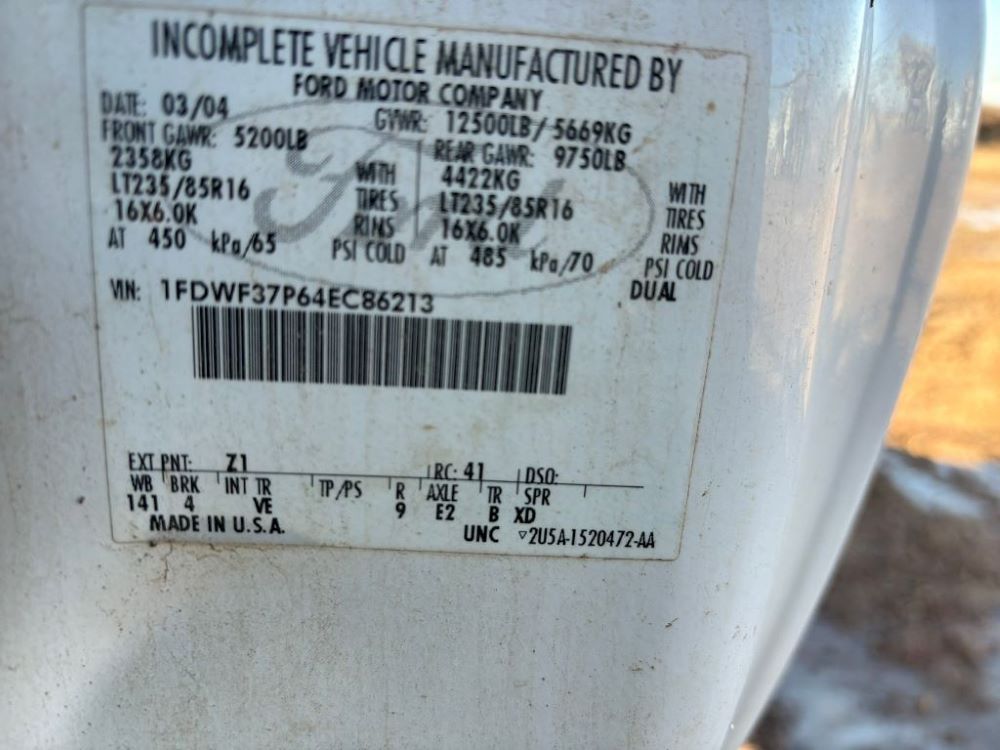 INCOMPLETE VEHICLE MANUFACTURED BY
FORD MOTOR COMPANY
DATE: 03/04 GVWR: 12500LB/5669KG
FRONT GAWR: 5200LB REAR GAWR: 9750LB
2358KG WITH 4422KG WITH
LT235/85R16 TIRES LT235/85R16 TIRES
16X6.0K RIMS 16X6.0K RIMS
AT 450 kPa/65 PSI COLD AT 485 kPa/70 PSI COLD
DUAL
VIN: 1FDWF37P64EC86213
Ford
EXT PNT: Z1 RC: 41 DSO:
WB BRK INT TR TP/PS R AXLE TR SPR
141 4 VE 9 E2 B XD
MADE IN U.S.A. UNC ▽2U5A-1520472-AA